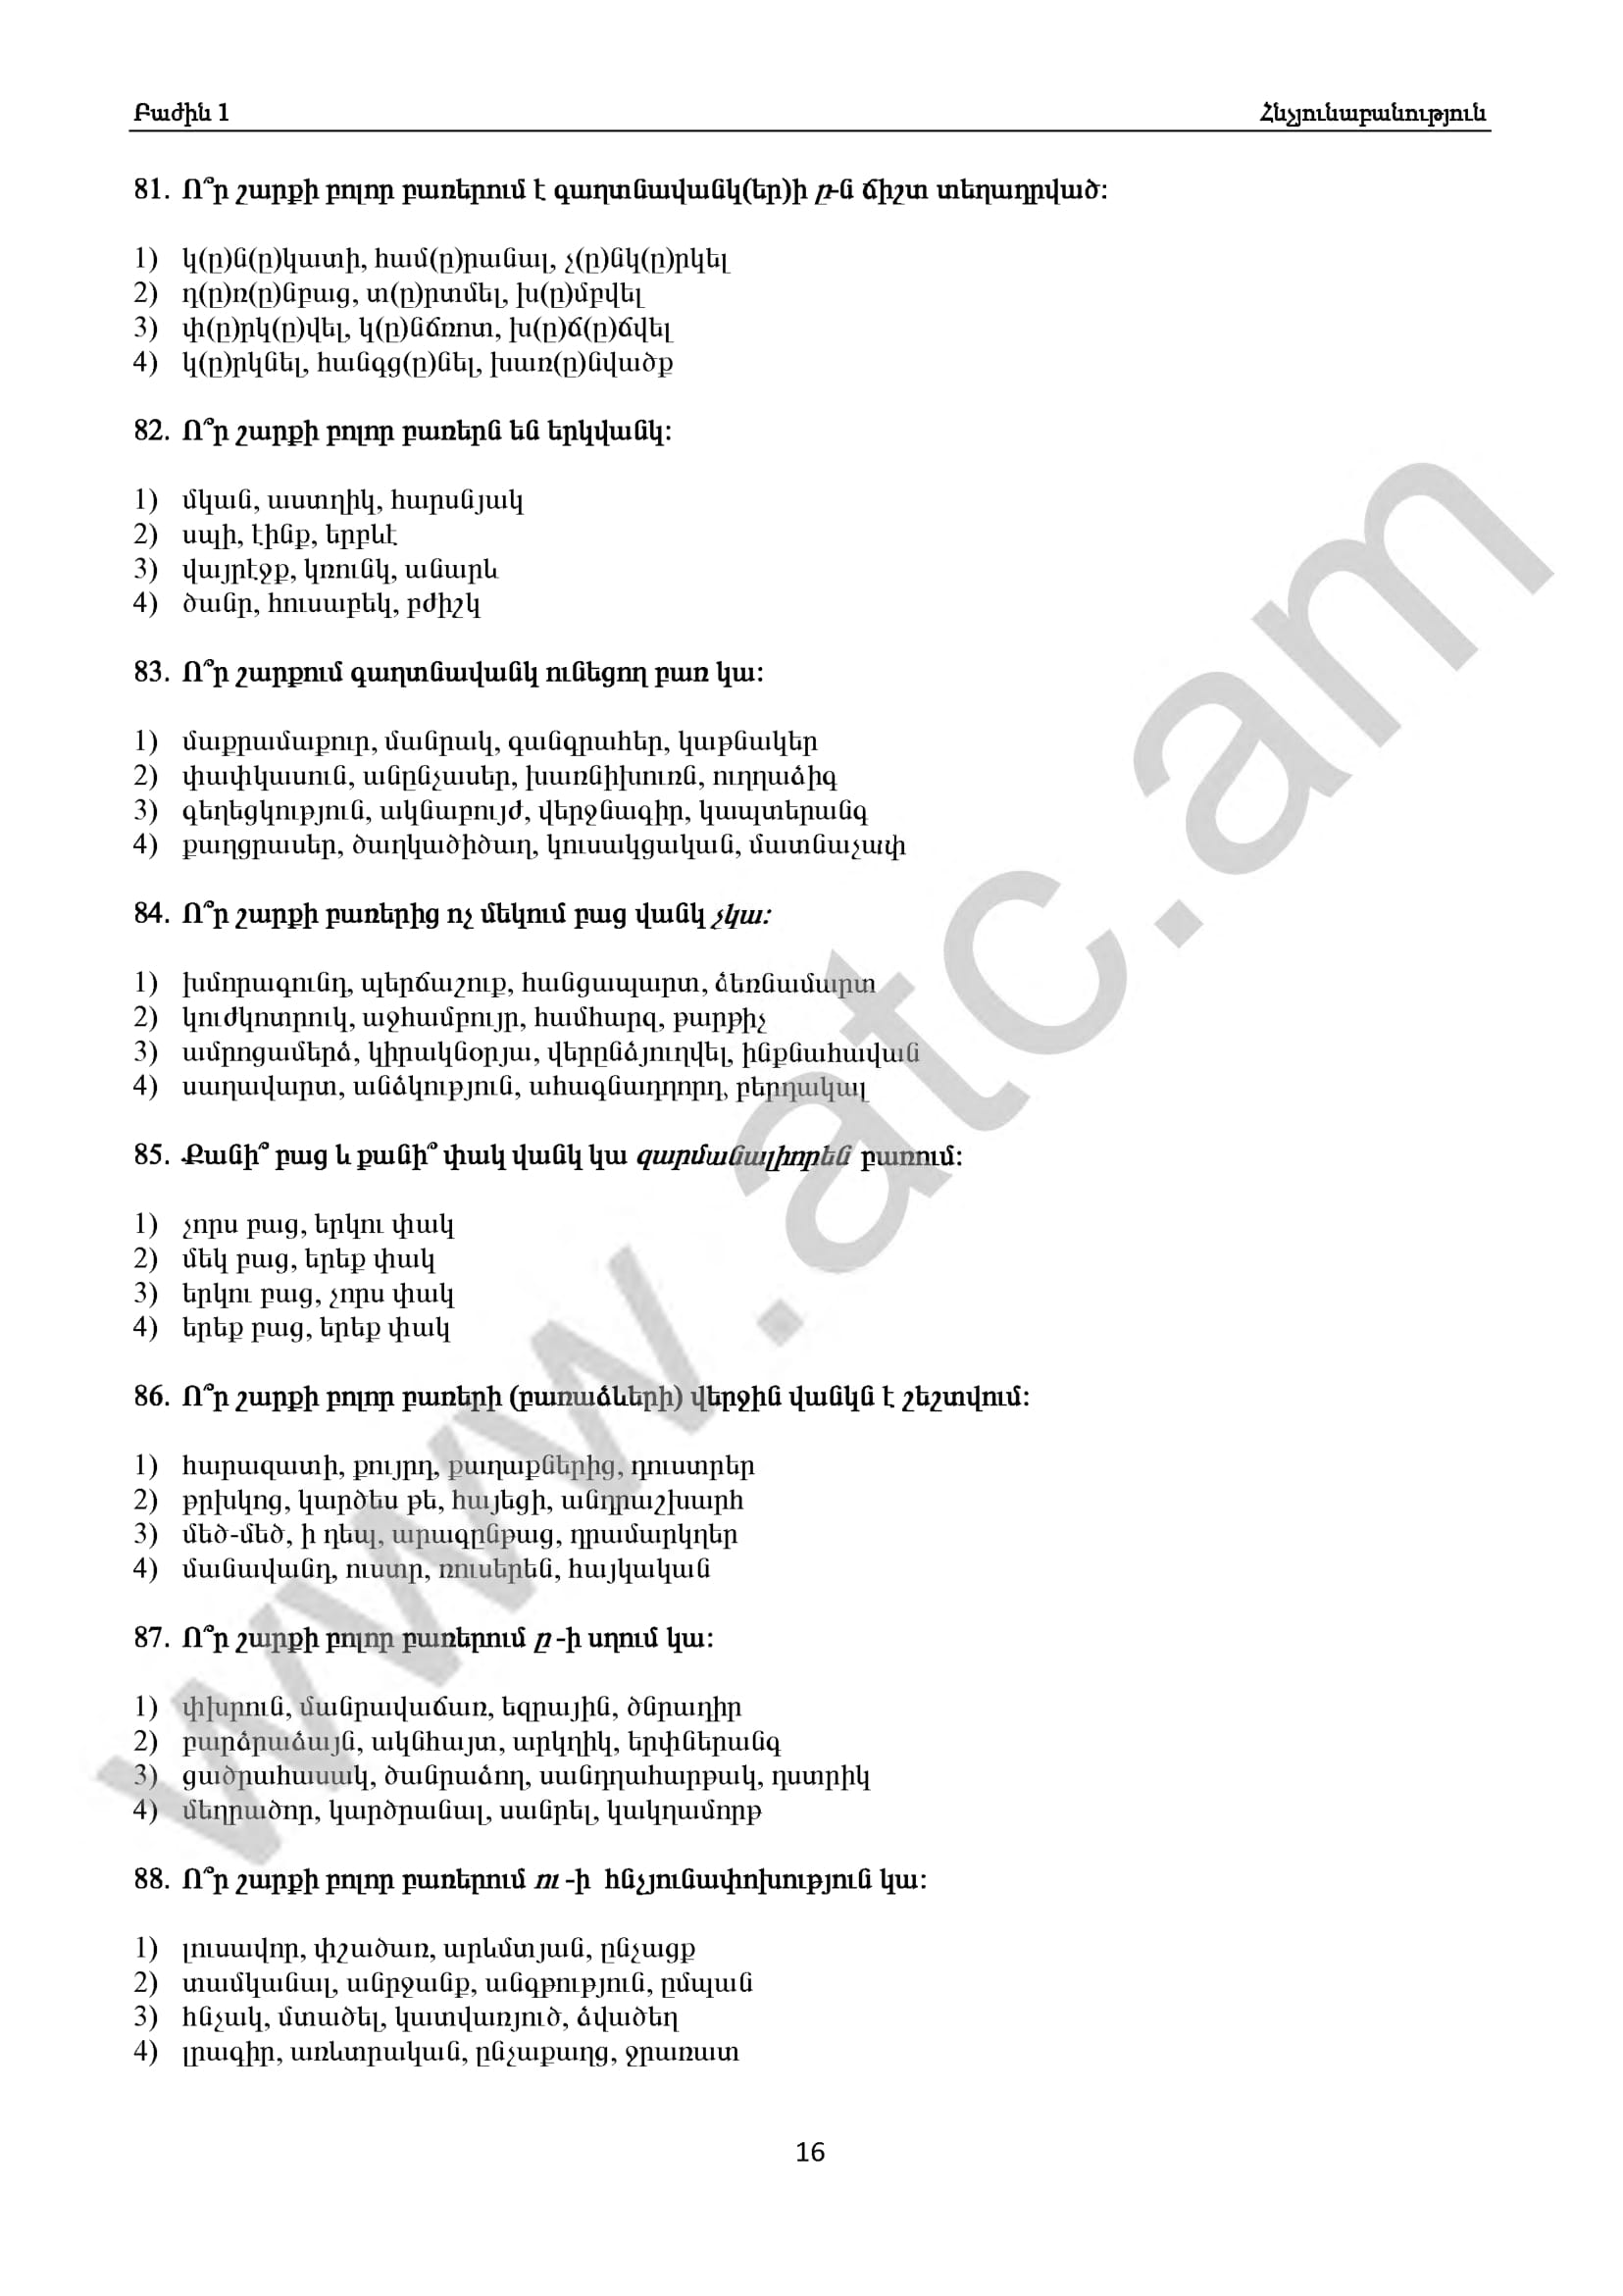 Բաժին 1 Հնչյունաբանություն
81. Ո՞ր շարքի բոլոր բառերում է գաղտնավանկ(եր)ի ը-ն ճիշտ տեղադրված:
1) կ(ը)ն(ը)կատի, համ(ը)րանալ, չ(ը)նկ(ը)րկել
2) դ(ը)ռ(ը)նբաց, տ(ը)րտմել, խ(ը)մբվել
3) փ(ը)րկ(ը)վել, կ(ը)նճռոտ, խ(ը)ճ(ը)ճվել
4) կ(ը)րկնել, հանգց(ը)նել, խառ(ը)նվածք
82. Ո՞ր շարքի բոլոր բառերն են երկվանկ:
1) մկան, աստղիկ, հարսնյակ
2) սպի, էինք, երբևէ
3) վայրէջք, կռունկ, անարև
4) ծանր, հուսաբեկ, բժիշկ
83. Ո՞ր շարքում գաղտնավանկ ունեցող բառ կա:
1) մաքրամաքուր, մանրակ, գանգրահեր, կաթնակեր
2) փափկասուն, անընչասեր, խառնիխուռն, ուղղաձիգ
3) գեղեցկություն, ակնաբույժ, վերջնագիր, կապտերանգ
4) քաղցրասեր, ծաղկածիծաղ, կուսակցական, մատնաչափ
84. Ո՞ր շարքի բառերից ոչ մեկում բաց վանկ չկա:
1) խմորագունդ, պերճաշուք, հանցապարտ, ձեռնամարտ
2) կուժկոտրուկ, աջհամբույր, համհարզ, թարթիչ
3) ամրոցամերձ, կիրակնօրյա, վերընձյուղվել, ինքնահավան
4) սաղավարտ, անձկություն, ահազնադղորդ, բերդակալ
85. Քանի՞ բաց և քանի՞ փակ վանկ կա զարմանալիորեն բառում:
1) չորս բաց, երկու փակ
2) մեկ բաց, երեք փակ
3) երկու բաց, չորս փակ
4) երեք բաց, երեք փակ
86. Ո՞ր շարքի բոլոր բառերի (բառաձևերի) վերջին վանկն է շեշտվում:
1) հարազատի, քույրդ, քաղաքներից, դուստրեր
2) թրխկոց, կարծես թե, հայեցի, անդրաշխարհ
3) մեծ-մեծ, ի դեպ, արագընթաց, դրամարկղեր
4) մանավանդ, ուստր, ռուսերեն, հայկական
87. Ո՞ր շարքի բոլոր բառերում ը -ի սղում կա:
1) փխրուն, մանրավաճառ, եզրային, ծնրադիր
2) բարձրաձայն, ակնհայտ, արկղիկ, երփներանգ
3) ցածրահասակ, ծանրաձող, սանդղահարթակ, դստրիկ
4) մեղրածոր, կարծրանալ, սանրել, կակղամորթ
88. Ո՞ր շարքի բոլոր բառերում ու -ի հնչյունափոխություն կա:
1) լուսավոր, փշածառ, արևմտյան, ընչացք
2) տամկանալ, անրջանք, անգթություն, ըմպան
3) հնչակ, մտածել, կատվառյուծ, ձվածեղ
4) լրագիր, առևտրական, ընչաքաղց, ջրառատ
16
www.atc.am